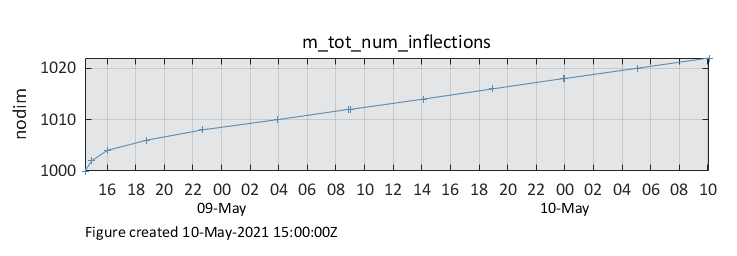 m_tot_num_inflections
nodim
1020
1010
1000
16 18 20 22 00 02 04 06 08 10 12 14 16 18 20 22 00 02 04 06 08 10
09-May 10-May
Figure created 10-May-2021 15:00:00Z